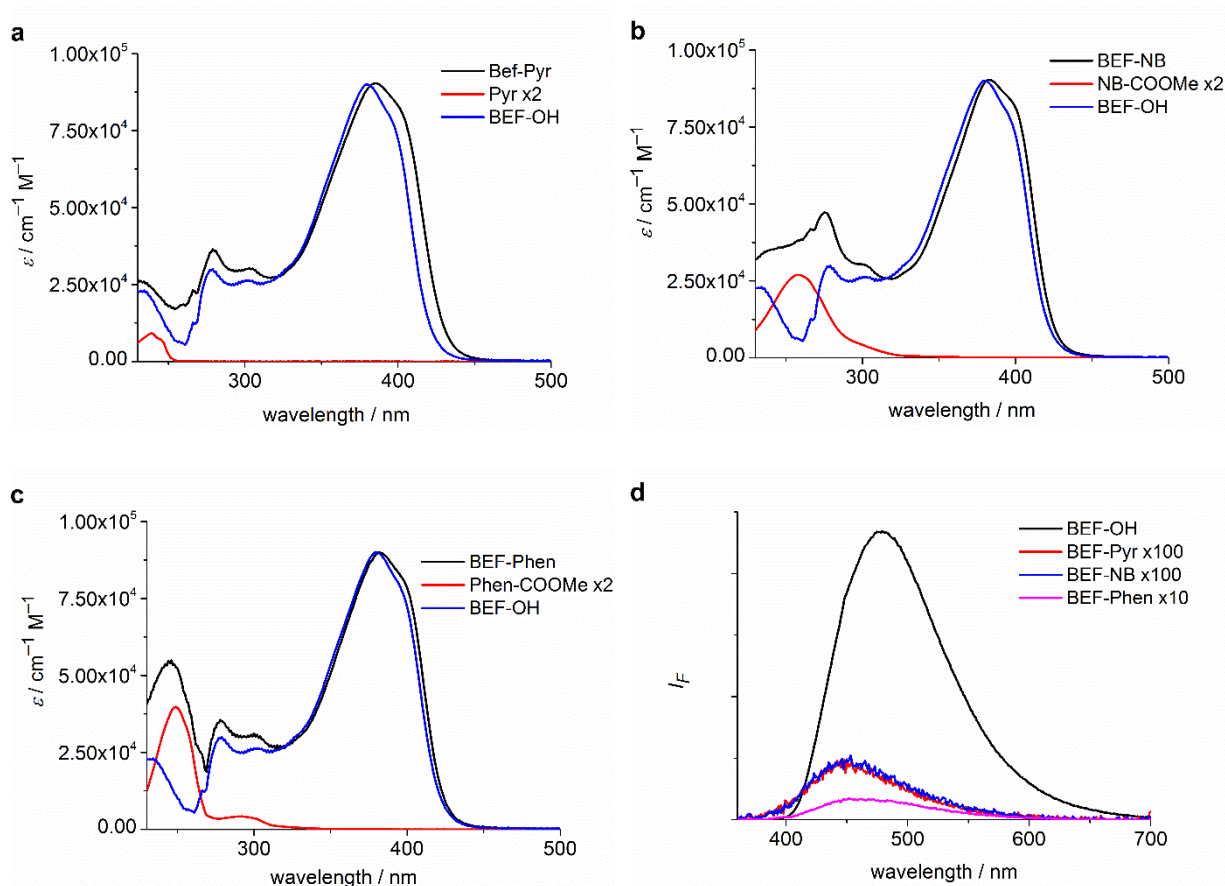 a
1.00x10⁵
7.50x10⁴
5.00x10⁴
2.50x10⁴
0.00
ε / cm⁻¹ M⁻¹
Bef-Pyr
Pyr x2
BEF-OH
300 400 500
wavelength / nm
b
1.00x10⁵
7.50x10⁴
5.00x10⁴
2.50x10⁴
0.00
ε / cm⁻¹ M⁻¹
BEF-NB
NB-COOMe x2
BEF-OH
300 400 500
wavelength / nm
c
1.00x10⁵
7.50x10⁴
5.00x10⁴
2.50x10⁴
0.00
ε / cm⁻¹ M⁻¹
BEF-Phen
Phen-COOMe x2
BEF-OH
300 400 500
wavelength / nm
d
I_F
BEF-OH
BEF-Pyr x100
BEF-NB x100
BEF-Phen x10
400 500 600 700
wavelength / nm